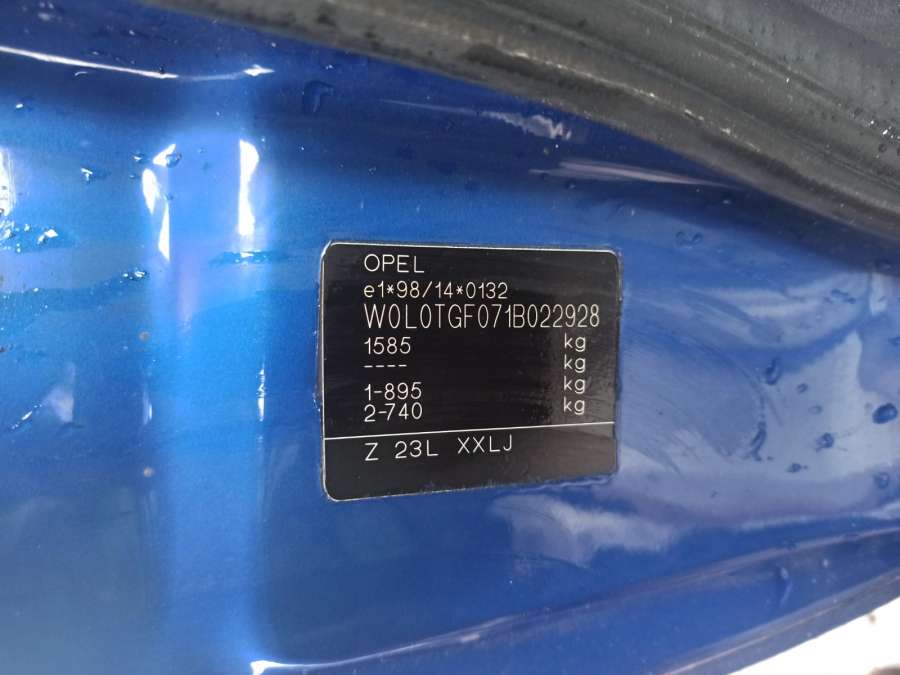 OPEL
e1*98/14*0132
W0L0TGF071B022928
1585 kg
---- kg
1-895 kg
2-740 kg
Z 23L XXLJ